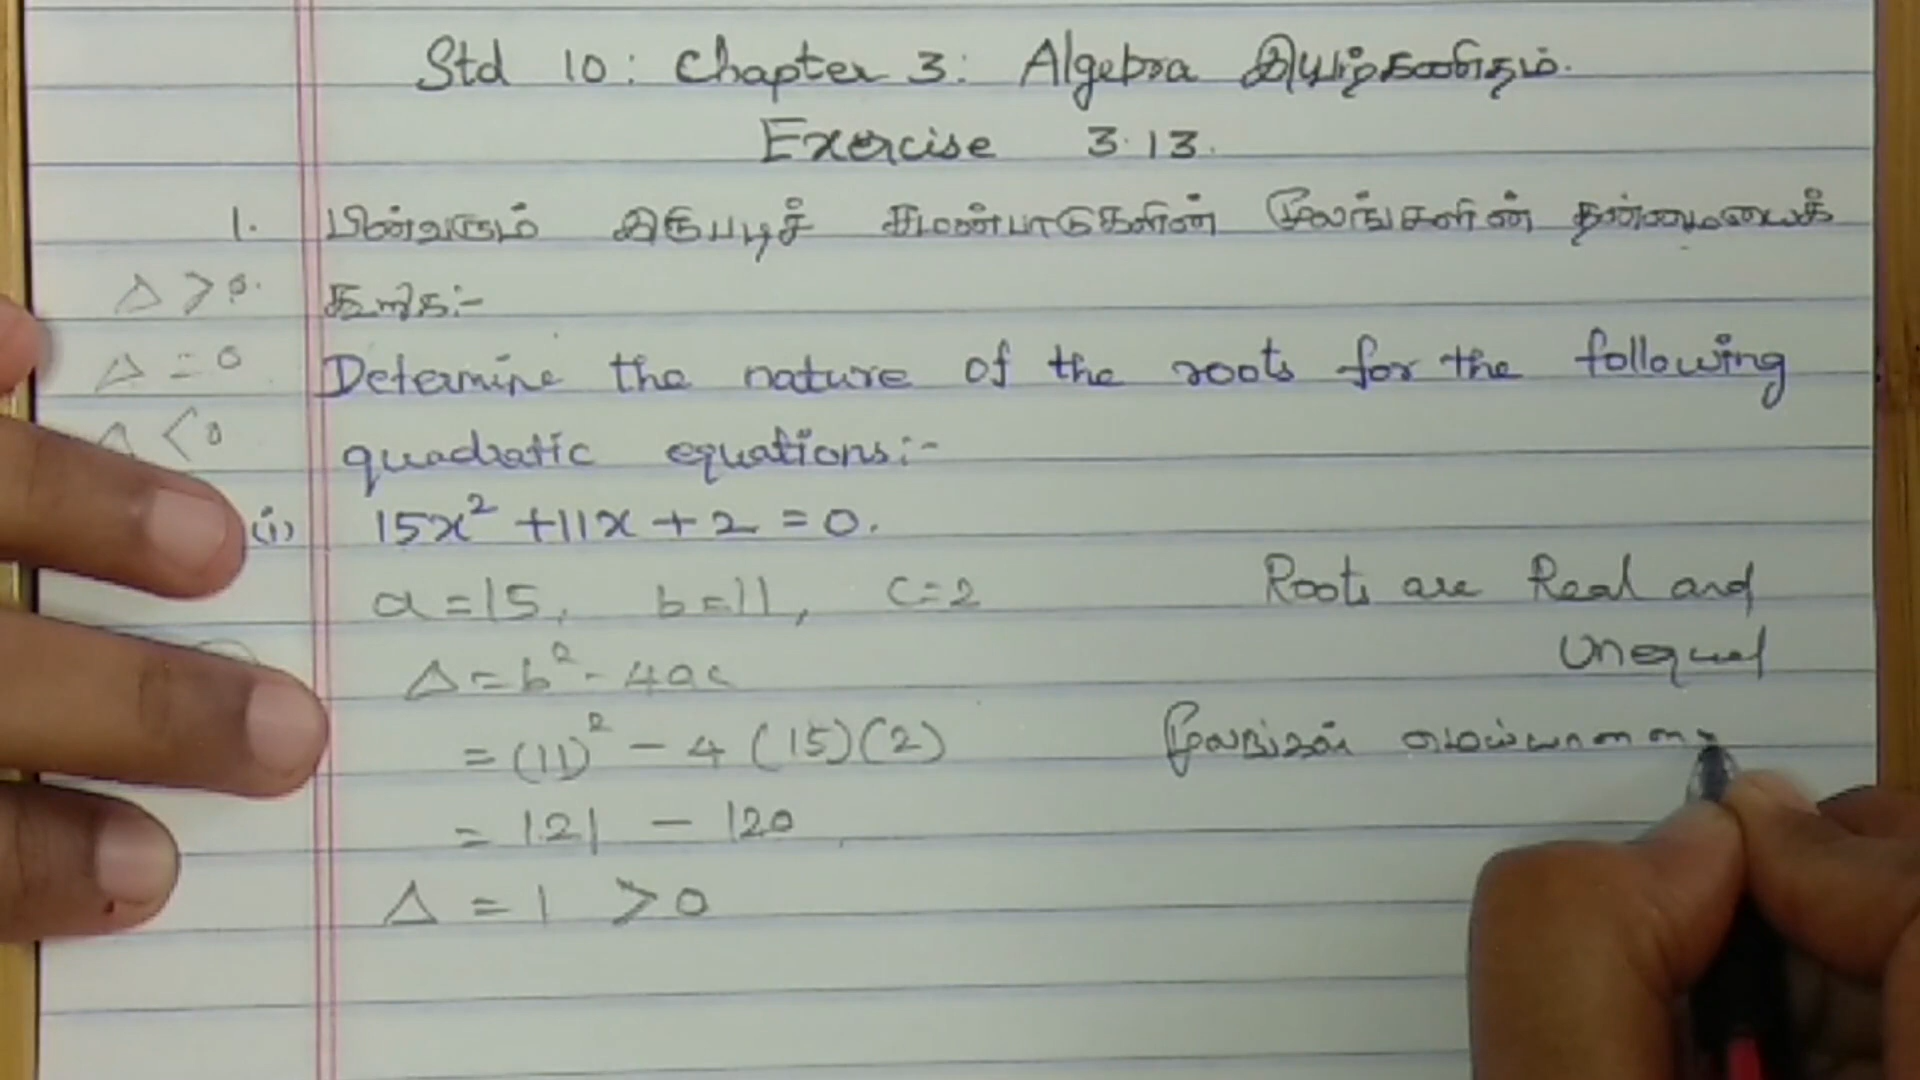 Std 10: Chapter 3: Algebra இயற்கணிதம்.
Exercise 3.13.
1. பின்வரும் இருபடிச் சமன்பாடுகளின் மூலங்களின் தன்மையைக்
Δ > 0. கூறுக:-
Δ = 0 Determine the nature of the roots for the following
Δ < 0 quadratic equations:-
(i) 15x² + 11x + 2 = 0.
a = 15, b = 11, c = 2
Δ = b² - 4ac
= (11)² - 4 (15)(2)
= 121 - 120
Δ = 1 > 0
Roots are Real and
Unequal
மூலங்கள்